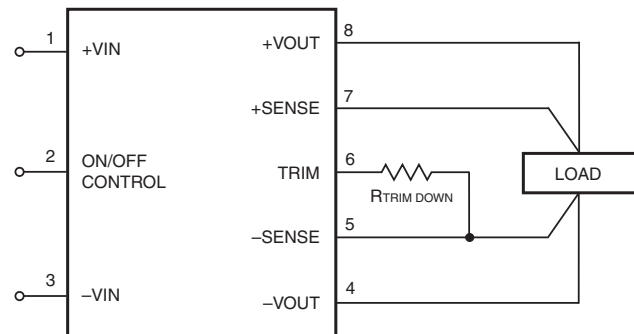 1
+VIN
+VOUT
8
+SENSE
7
2
ON/OFF
CONTROL
TRIM
6
RTRIM DOWN
LOAD
–SENSE
5
3
–VIN
–VOUT
4